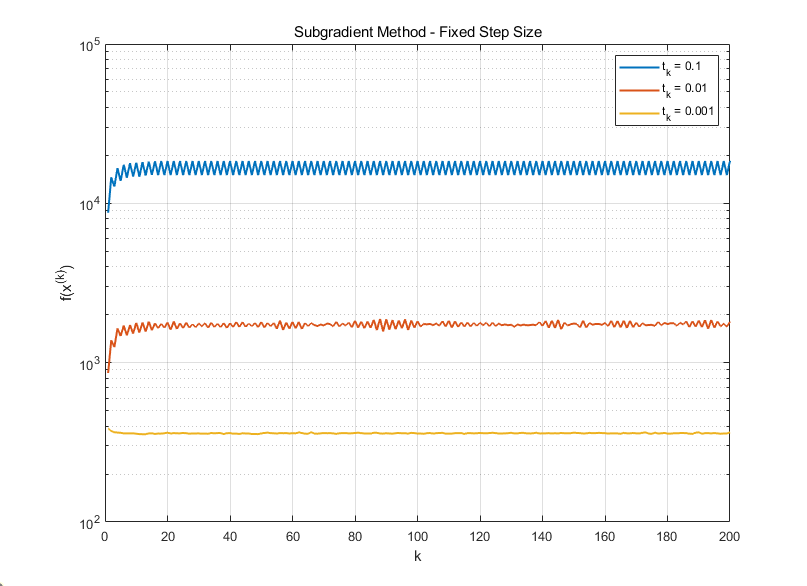 Subgradient Method - Fixed Step Size
t_k = 0.1
t_k = 0.01
t_k = 0.001
10^5
10^4
10^3
10^2
f(x^(k))
0 20 40 60 80 100 120 140 160 180 200
k